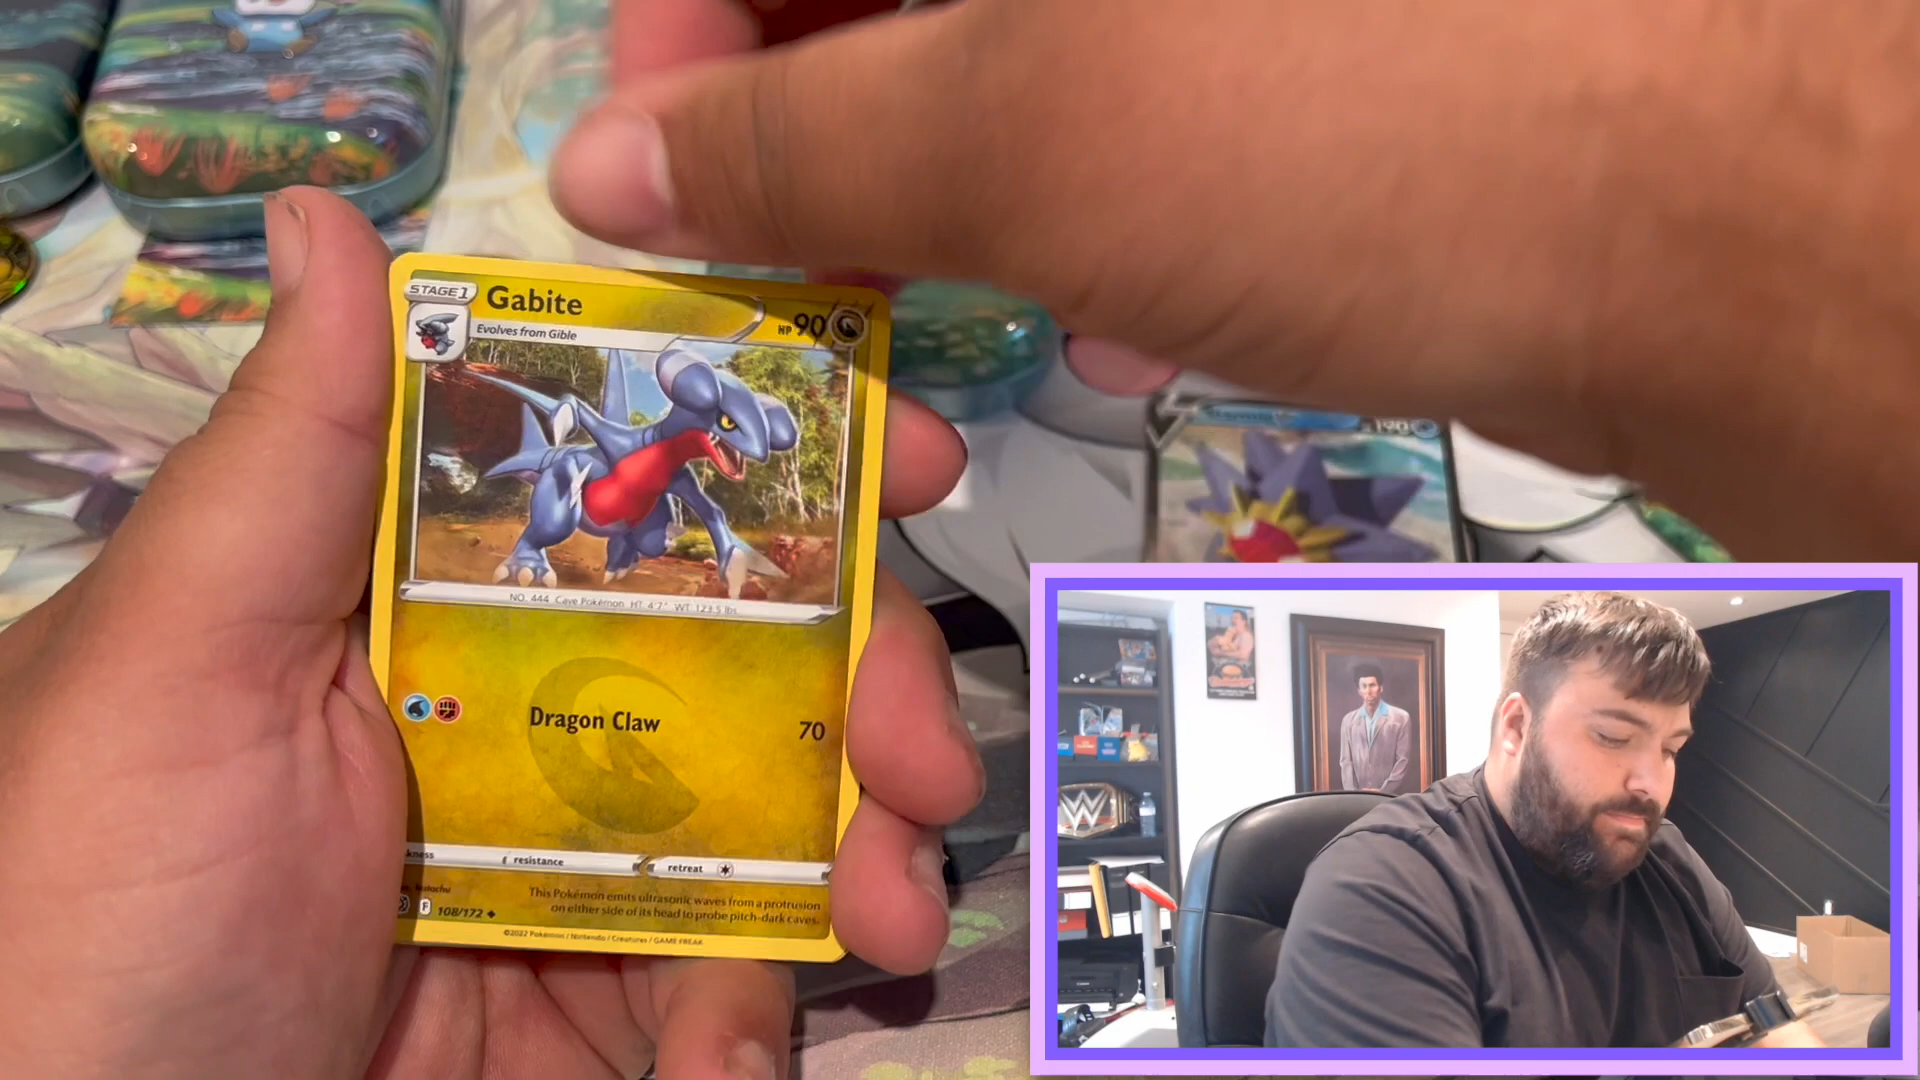 STAGE 1
Gabite
HP 90
Evolves from Gible
NO. 444 Cave Pokémon HT. 4'7" WT. 123.5 lbs.
Dragon Claw 70
kness
resistance
retreat
This Pokémon emits ultrasonic waves from a protrusion
on either side of its head to probe pitch-dark caves.
F 108/172
©2022 Pokémon / Nintendo / Creatures / GAME FREAK
190
W